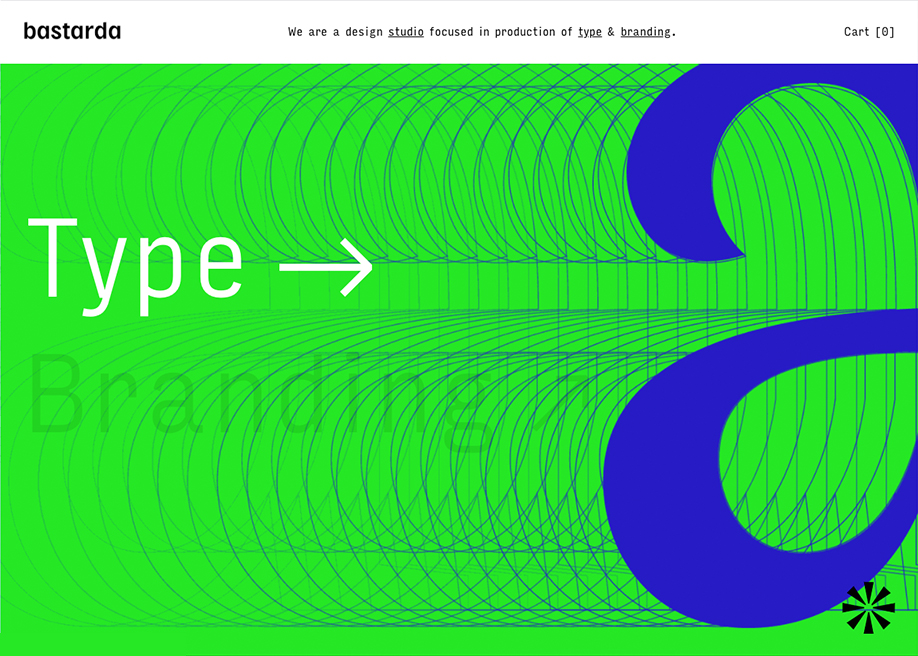 bastarda
We are a design studio focused in production of type & branding.
Cart [0]
Type →
Branding ↗